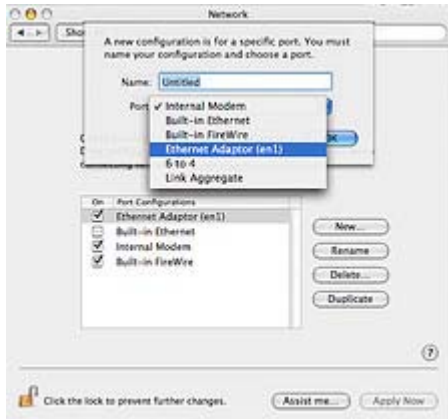 Network
Sho
A new configuration is for a specific port. You must
name your configuration and choose a port.
Name: Untitled
Port ✓ Internal Modem
Built-in Ethernet
Built-in FireWire
Ethernet Adaptor (en1)
6 to 4
Link Aggregate
On Port Configurations
Ethernet Adaptor (en1)
Built-in Ethernet
Internal Modem
Built-in FireWire
New...
Rename
Delete...
Duplicate
?
Click the lock to prevent further changes.
Assist me...
Apply Now